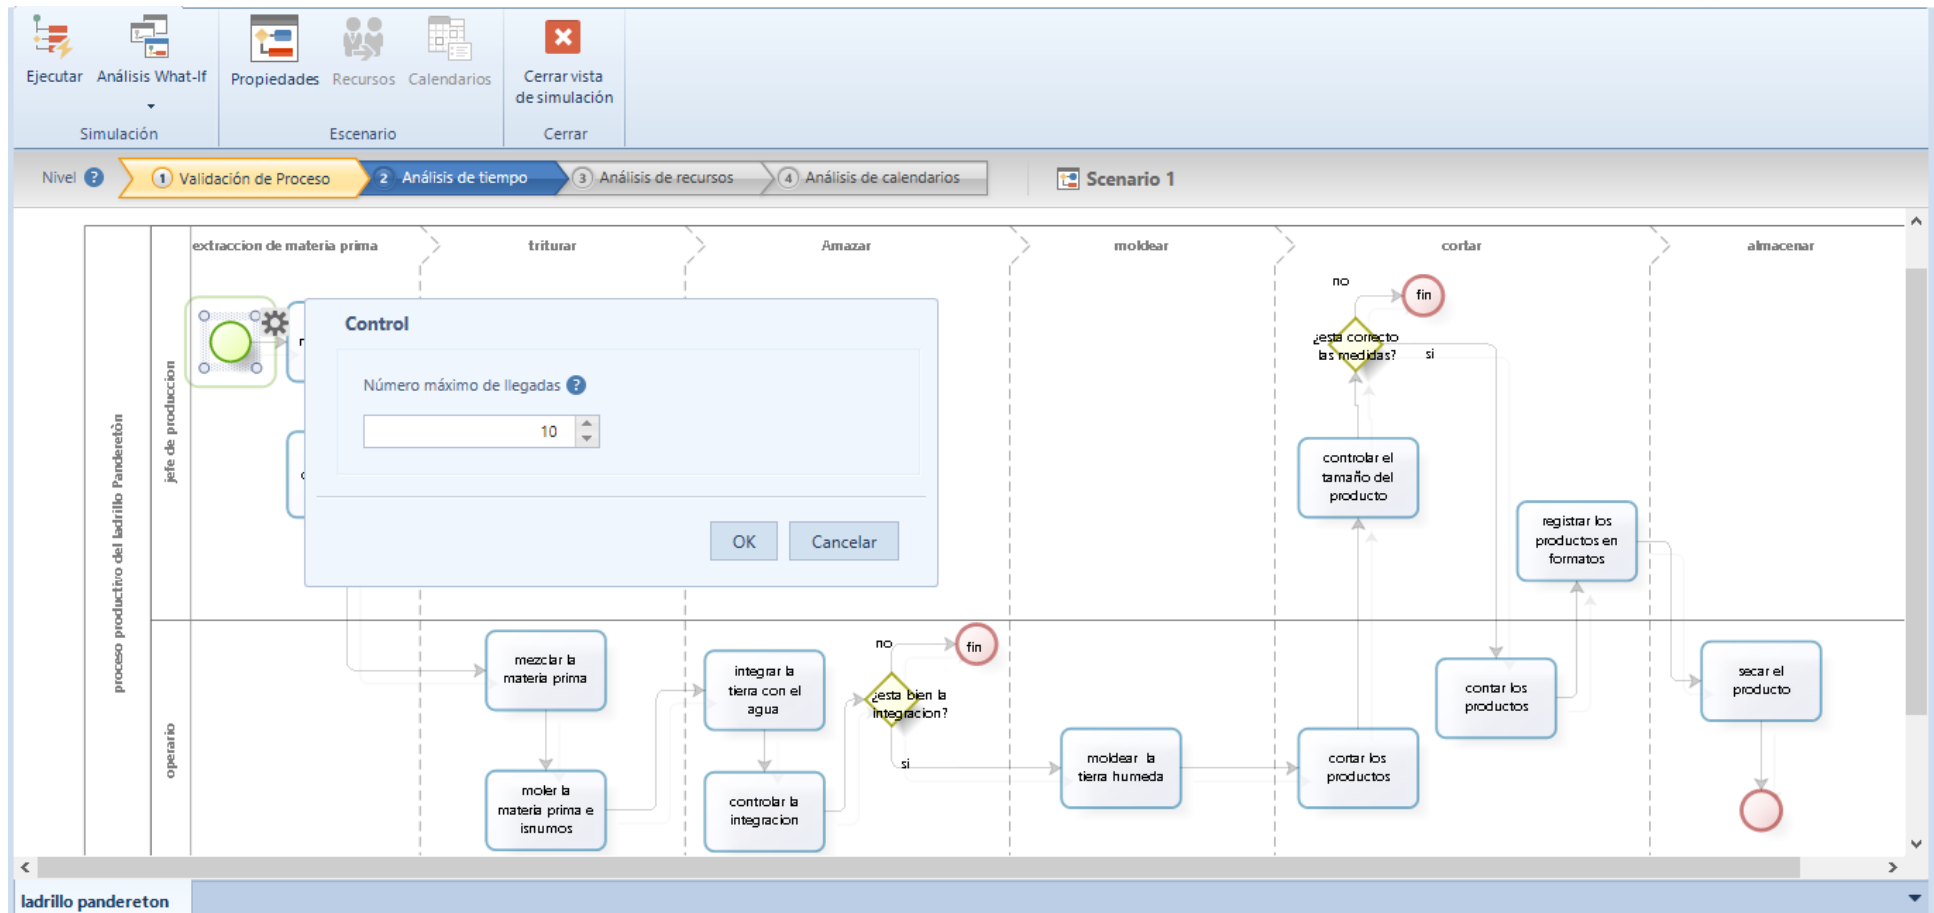 Ejecutar
Análisis What-If
Propiedades
Recursos
Calendarios
Cerrar vista
de simulación
Simulación
Escenario
Cerrar
Nivel ?
1 Validación de Proceso
2 Análisis de tiempo
3 Análisis de recursos
4 Análisis de calendarios
Scenario 1
extraccion de materia prima
triturar
Amazar
moldear
cortar
almacenar
proceso productivo del ladrillo Panderetòn
jefe de produccion
operario
Control
Número máximo de llegadas ?
10
OK
Cancelar
no
fin
¿esta correcto
las medidas?
si
controlar el
tamaño del
producto
registrar los
productos en
formatos
mezclar la
materia prima
moler la
materia prima e
isnumos
integrar la
tierra con el
agua
controlar la
integracion
no
fin
¿esta bien la
integracion?
si
moldear la
tierra humeda
cortar los
productos
contar los
productos
secar el
producto
ladrillo pandereton